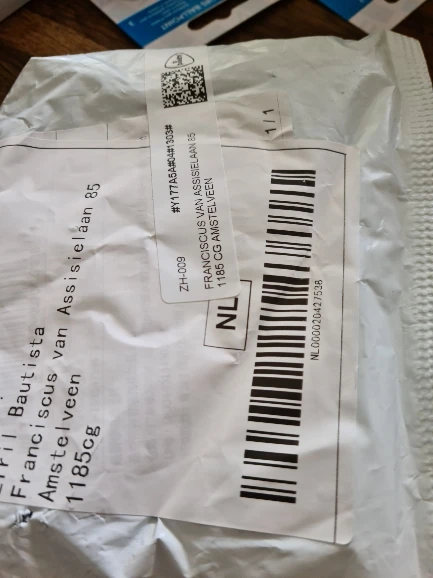 #Y177A5A#04#1303#
1/1
ZH-009
FRANCISCUS VAN ASSISIELAAN 85
1185 CG AMSTELVEEN
NL
NL000020427538
Bautista
Franciscus van Assisielaan 85
Amstelveen
1185cg